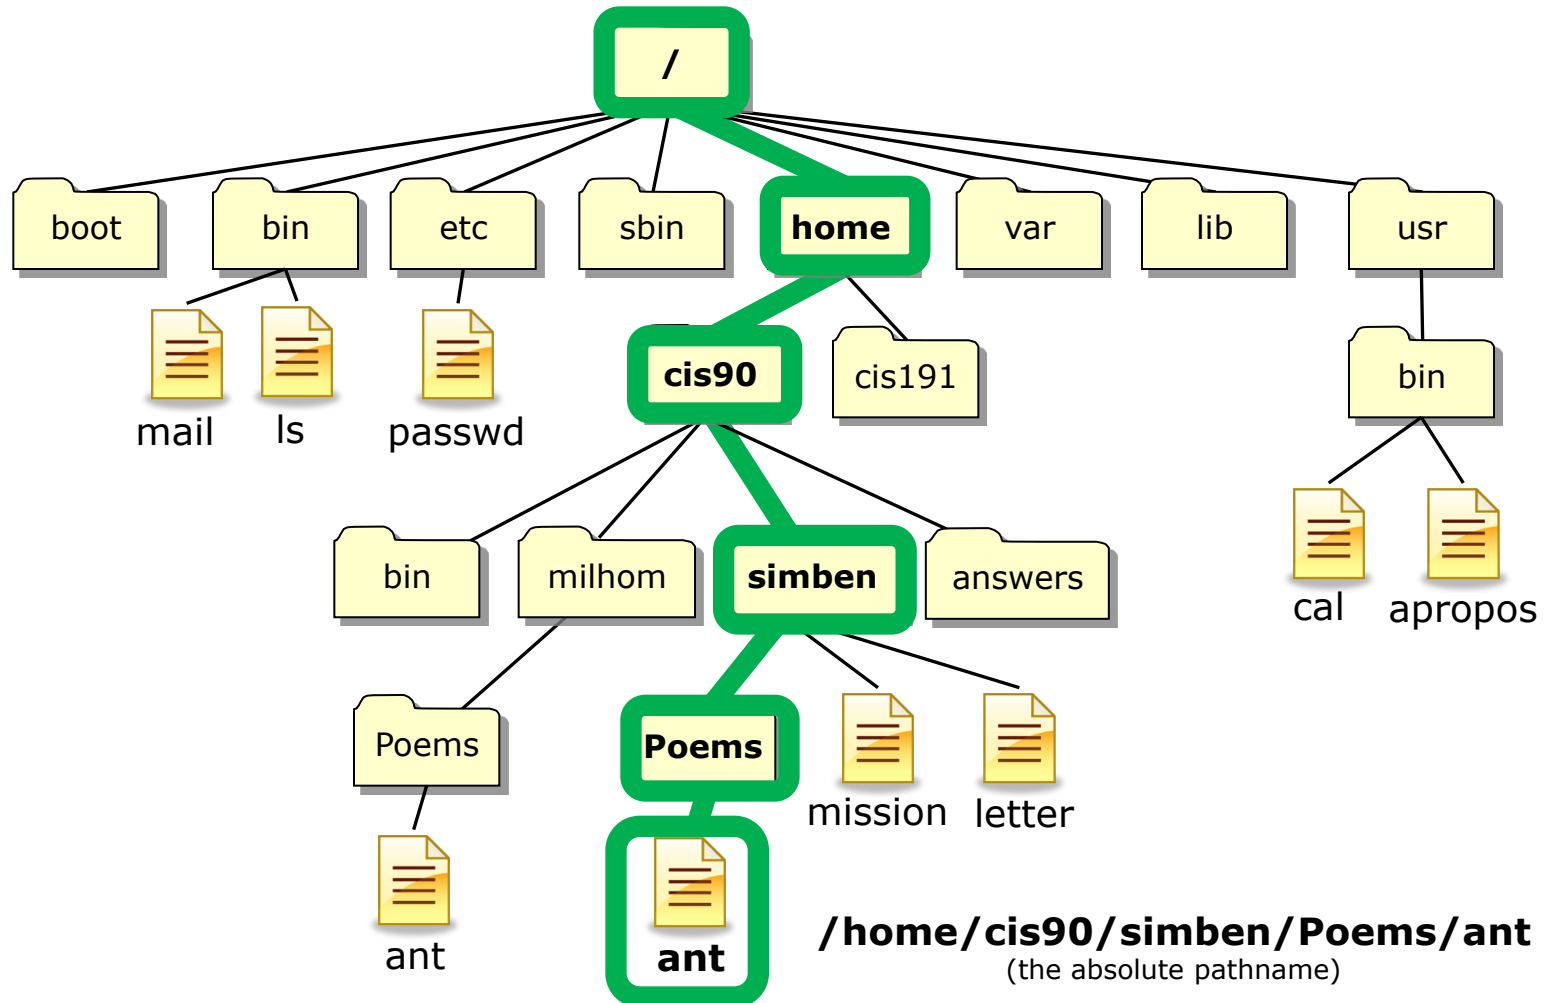 /
boot bin etc sbin home var lib usr
mail ls passwd cis90 cis191 bin
bin milhom simben answers cal apropos
Poems Poems mission letter
ant ant
/home/cis90/simben/Poems/ant
(the absolute pathname)